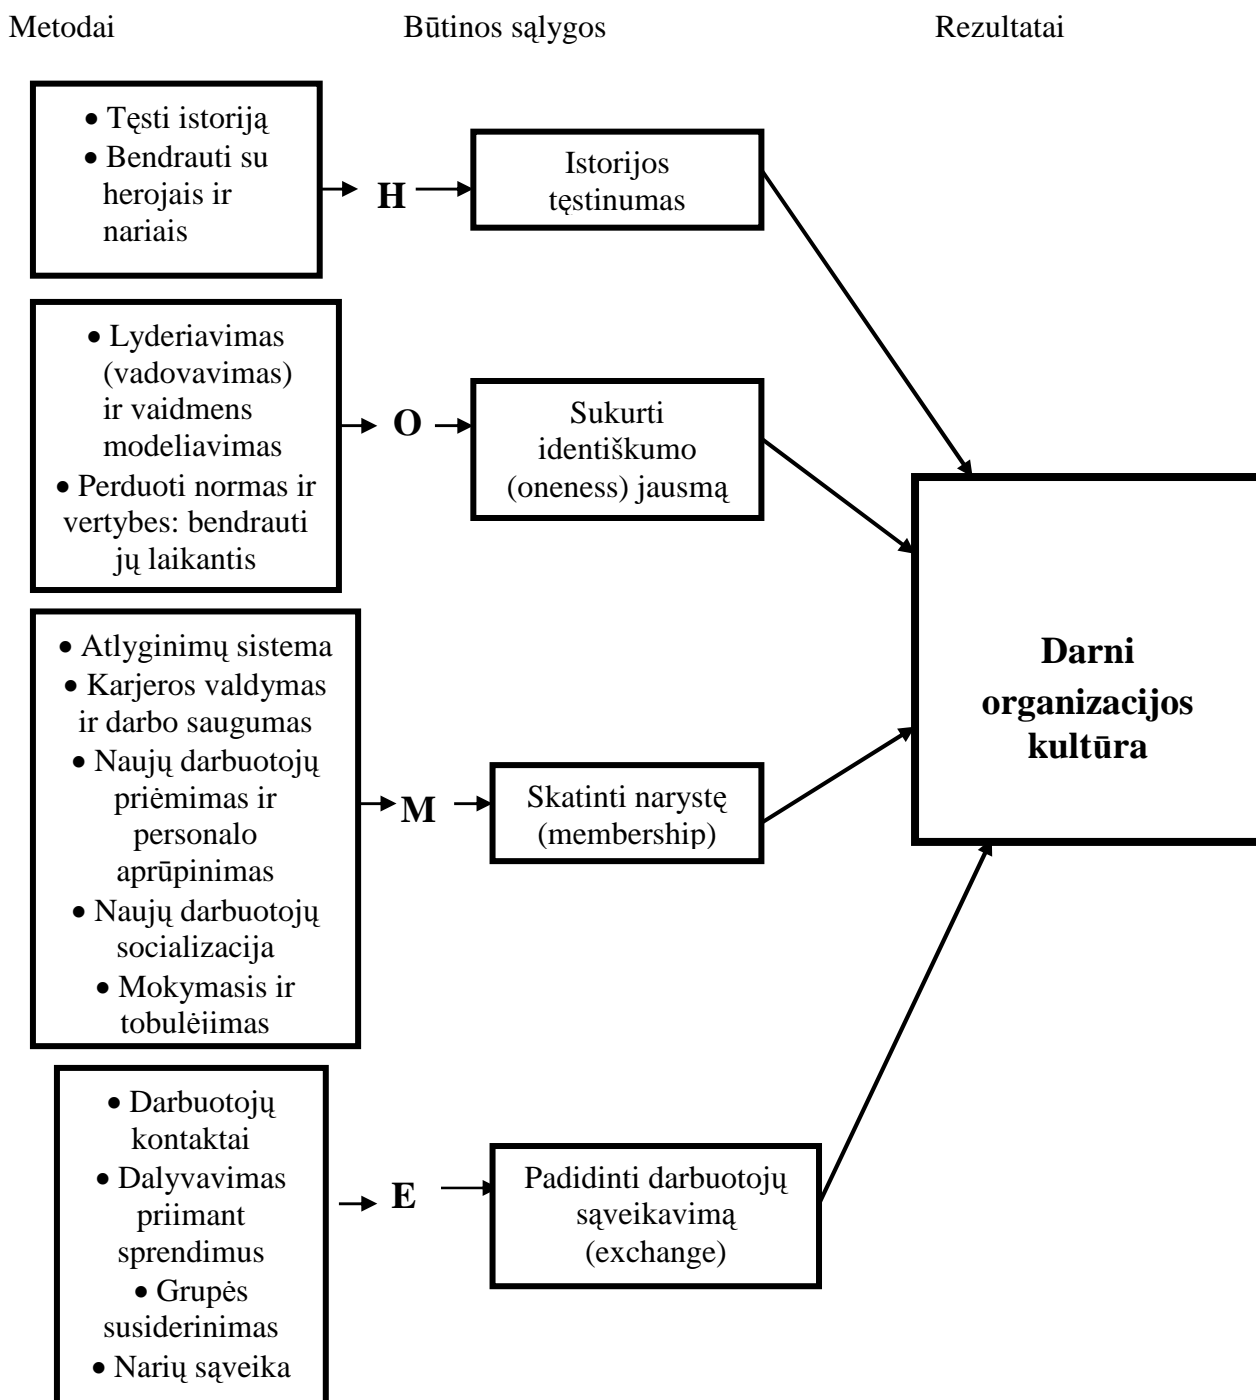 Metodai
Būtinos sąlygos
Rezultatai
• Tęsti istoriją
• Bendrauti su
herojais ir
nariais
H
Istorijos
tęstinumas
• Lyderiavimas
(vadovavimas)
ir vaidmens
modeliavimas
• Perduoti normas ir
vertybes: bendrauti
jų laikantis
O
Sukurti
identiškumo
(oneness) jausmą
• Atlyginimų sistema
• Karjeros valdymas
ir darbo saugumas
• Naujų darbuotojų
priėmimas ir
personalo
aprūpinimas
• Naujų darbuotojų
socializacija
• Mokymasis ir
tobulėjimas
M
Skatinti narystę
(membership)
• Darbuotojų
kontaktai
• Dalyvavimas
priimant
sprendimus
• Grupės
susiderinimas
• Narių sąveika
E
Padidinti darbuotojų
sąveikavimą
(exchange)
Darni
organizacijos
kultūra